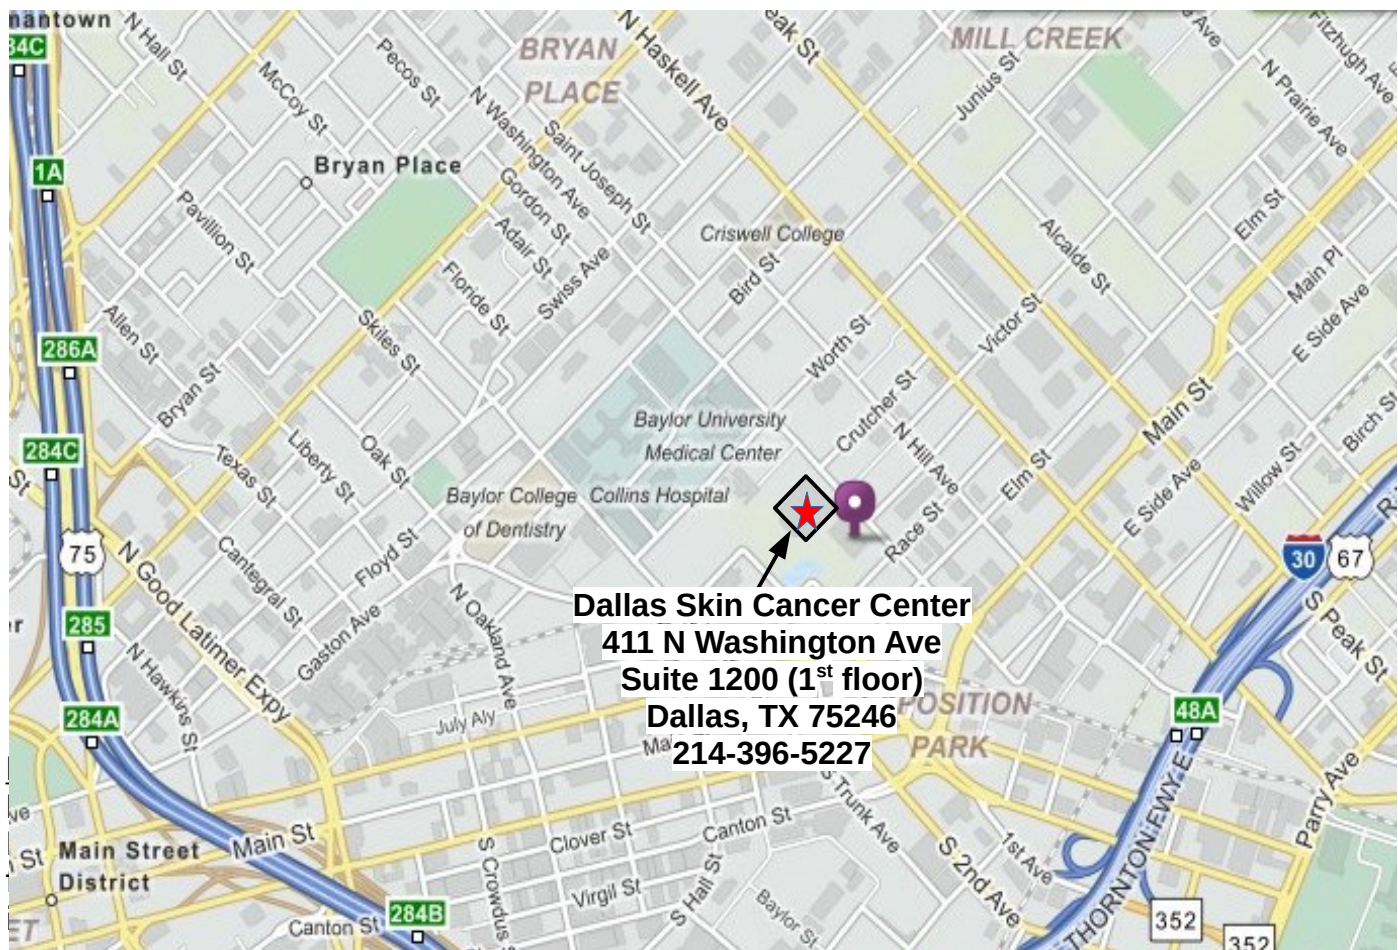 mantown
34C
N Hall St
Pecos St
BRYAN
PLACE
N Haskell Ave
eak St
MILL CREEK
s Ave
Fitzhugh Ave
McCoy St
N Washington Ave
Saint Joseph St
Junius St
N Prairie Ave
1A
Bryan Place
Gordon St
Pavillion St
Adair St
Criswell College
Elm St
Floride St
Swiss Ave
Bird St
Alcalde St
Main Pl
Allen St
Skiles St
Worth St
Victor St
E Side Ave
286A
Bryan St
Crutcher St
Main St
Baylor University
Medical Center
N Hill Ave
Birch St
284C
St
Texas St
Liberty St
Oak St
Elm St
E Side Ave
Willow St
Baylor College
of Dentistry
Collins Hospital
Race St
75
N Good Latimer Expy
Cantegral St
Floyd St
30
67
N Oakland Ave
Dallas Skin Cancer Center
411 N Washington Ave
Suite 1200 (1st floor)
Dallas, TX 75246
214-396-5227
S Peak St
r
285
N Hawkins St
Gaston Ave
284A
July Aly
Mai
POSITION
PARK
48A
ve
St
Main Street
District
Main St
Clover St
Canton St
S Trunk Ave
1st Ave
Parry Ave
S Crowdus S
Virgil St
S Hall St
S 2nd Ave
THORNTON FWY E
ET
Canton St
284B
Baylor St
352
352